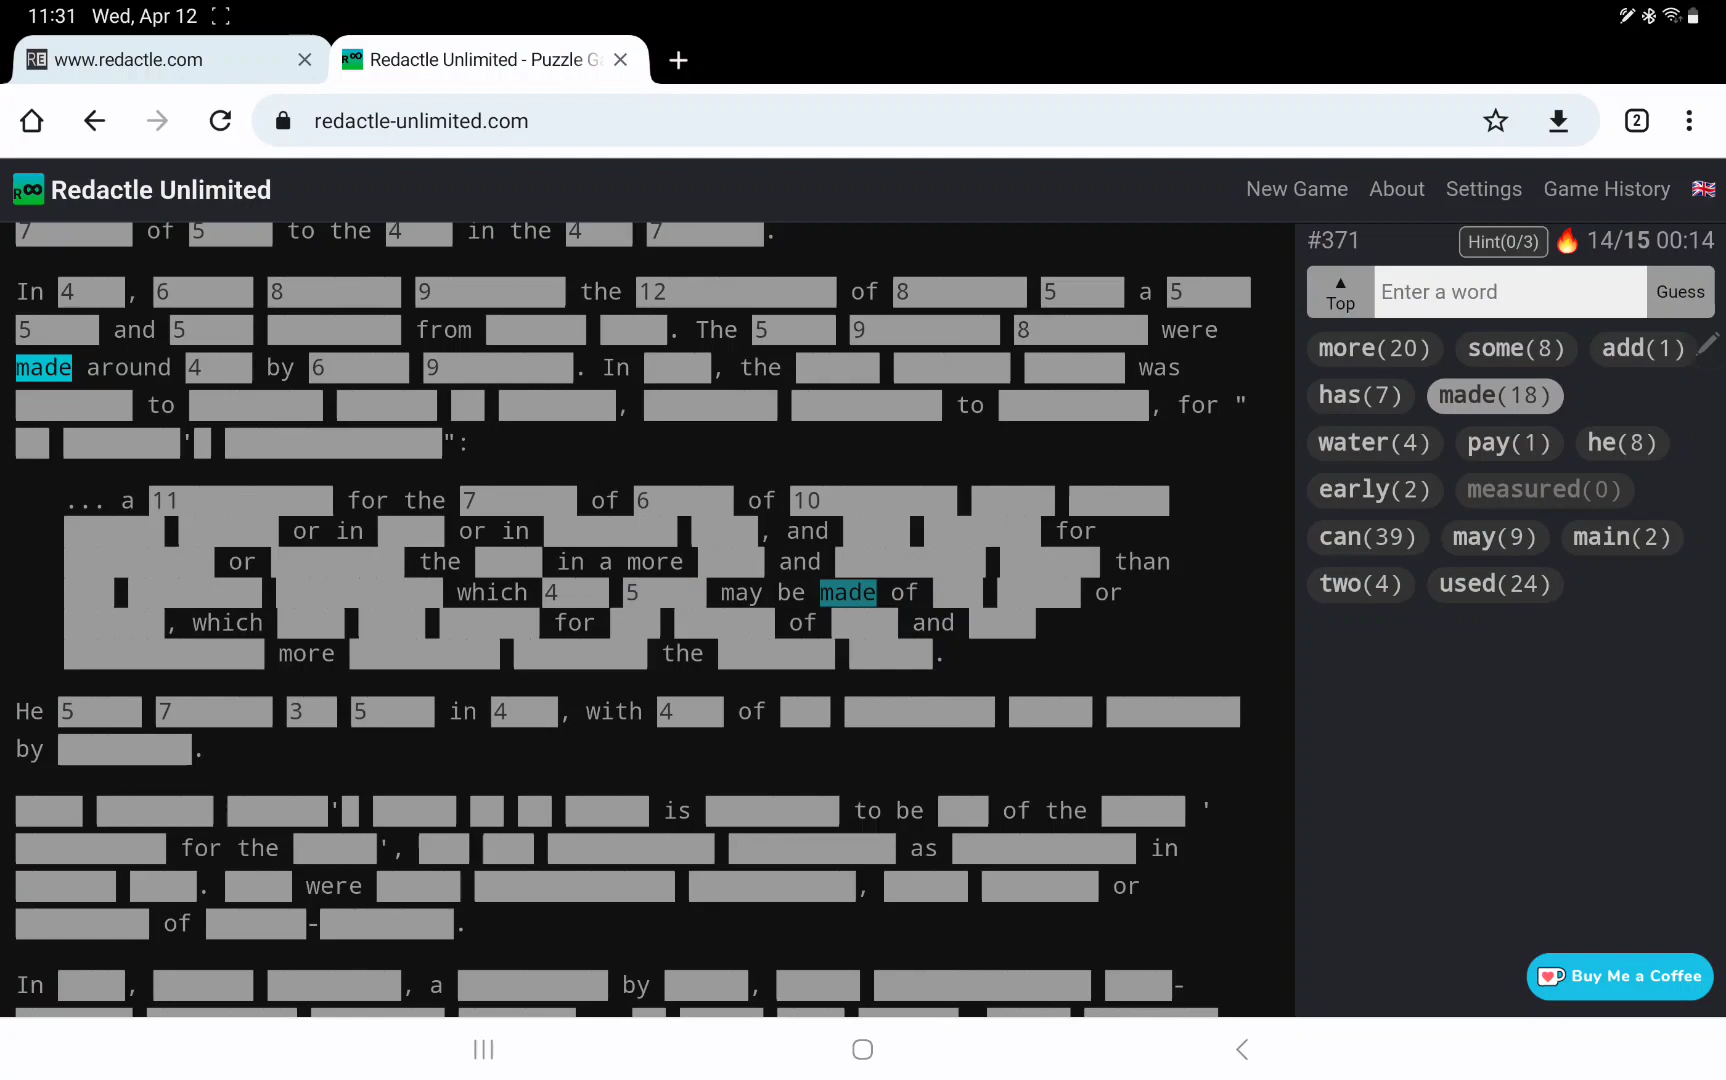 11:31 Wed, Apr 12
RE www.redactle.com
R∞ Redactle Unlimited - Puzzle Ga
redactle-unlimited.com
2
R∞ Redactle Unlimited
New Game About Settings Game History
7 of 5 to the 4 in the 4 7 .
In 4 , 6 8 9 the 12 of 8 5 a 5
5 and 5 from . The 5 9 8 were
made around 4 by 6 9 . In , the was
to , to , for "
' ":
... a 11 for the 7 of 6 of 10
or in or in , and for
or the in a more and than
which 4 5 may be made of or
, which for of and
more the .
He 5 7 3 5 in 4 , with 4 of
by .
' is to be of the '
for the ', as in
. were , or
of - .
In , , a by , -
#371 Hint(0/3) 14/15 00:14
▲ Top Enter a word Guess
more(20) some(8) add(1)
has(7) made(18)
water(4) pay(1) he(8)
early(2) measured(0)
can(39) may(9) main(2)
two(4) used(24)
Buy Me a Coffee